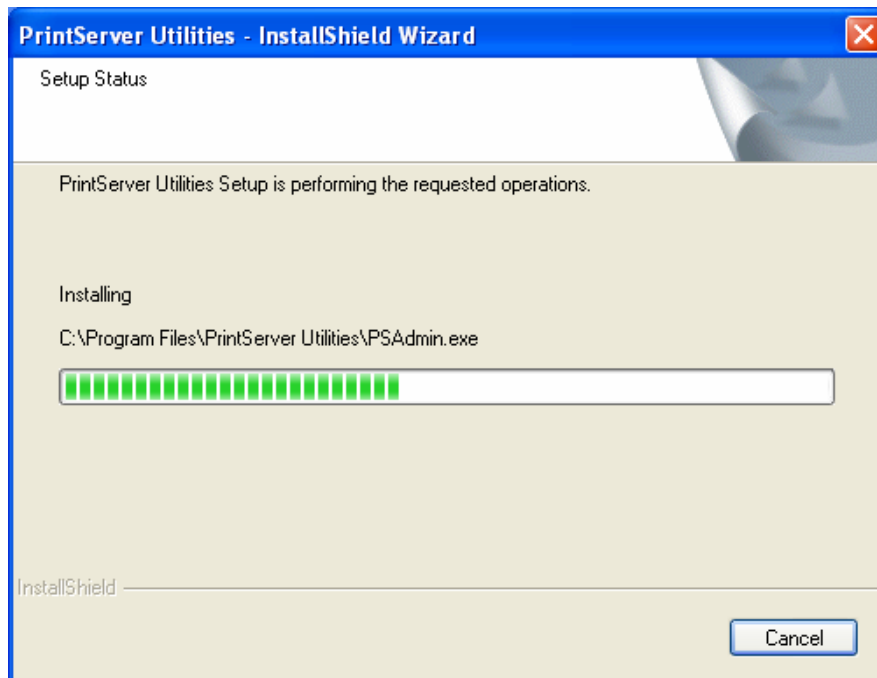 PrintServer Utilities - InstallShield Wizard
Setup Status
PrintServer Utilities Setup is performing the requested operations.
Installing
C:\Program Files\PrintServer Utilities\PSAdmin.exe
InstallShield
Cancel